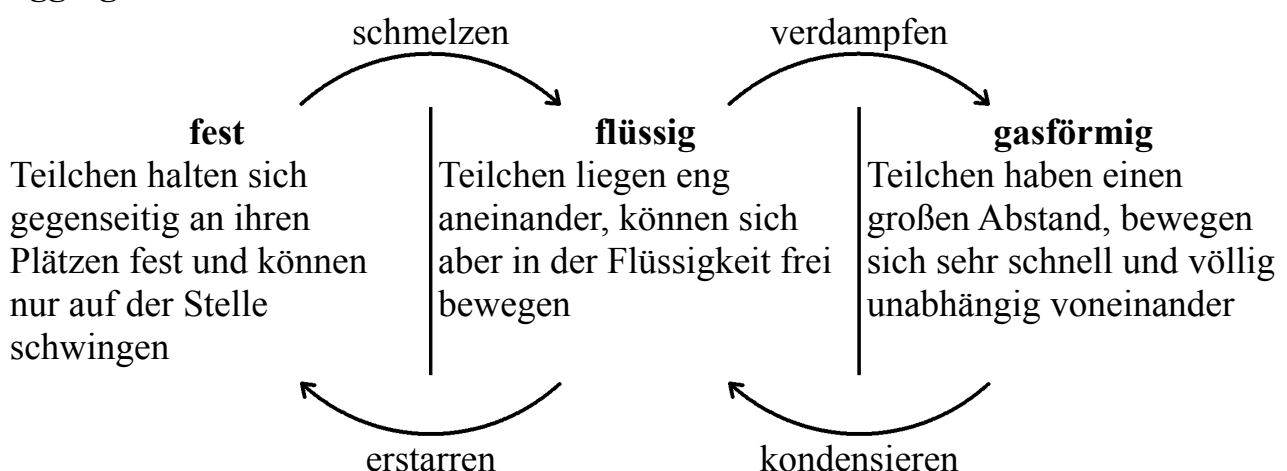 schmelzen verdampfen
fest
Teilchen halten sich
gegenseitig an ihren
Plätzen fest und können
nur auf der Stelle
schwingen
flüssig
Teilchen liegen eng
aneinander, können sich
aber in der Flüssigkeit frei
bewegen
gasförmig
Teilchen haben einen
großen Abstand, bewegen
sich sehr schnell und völlig
unabhängig voneinander
erstarren kondensieren